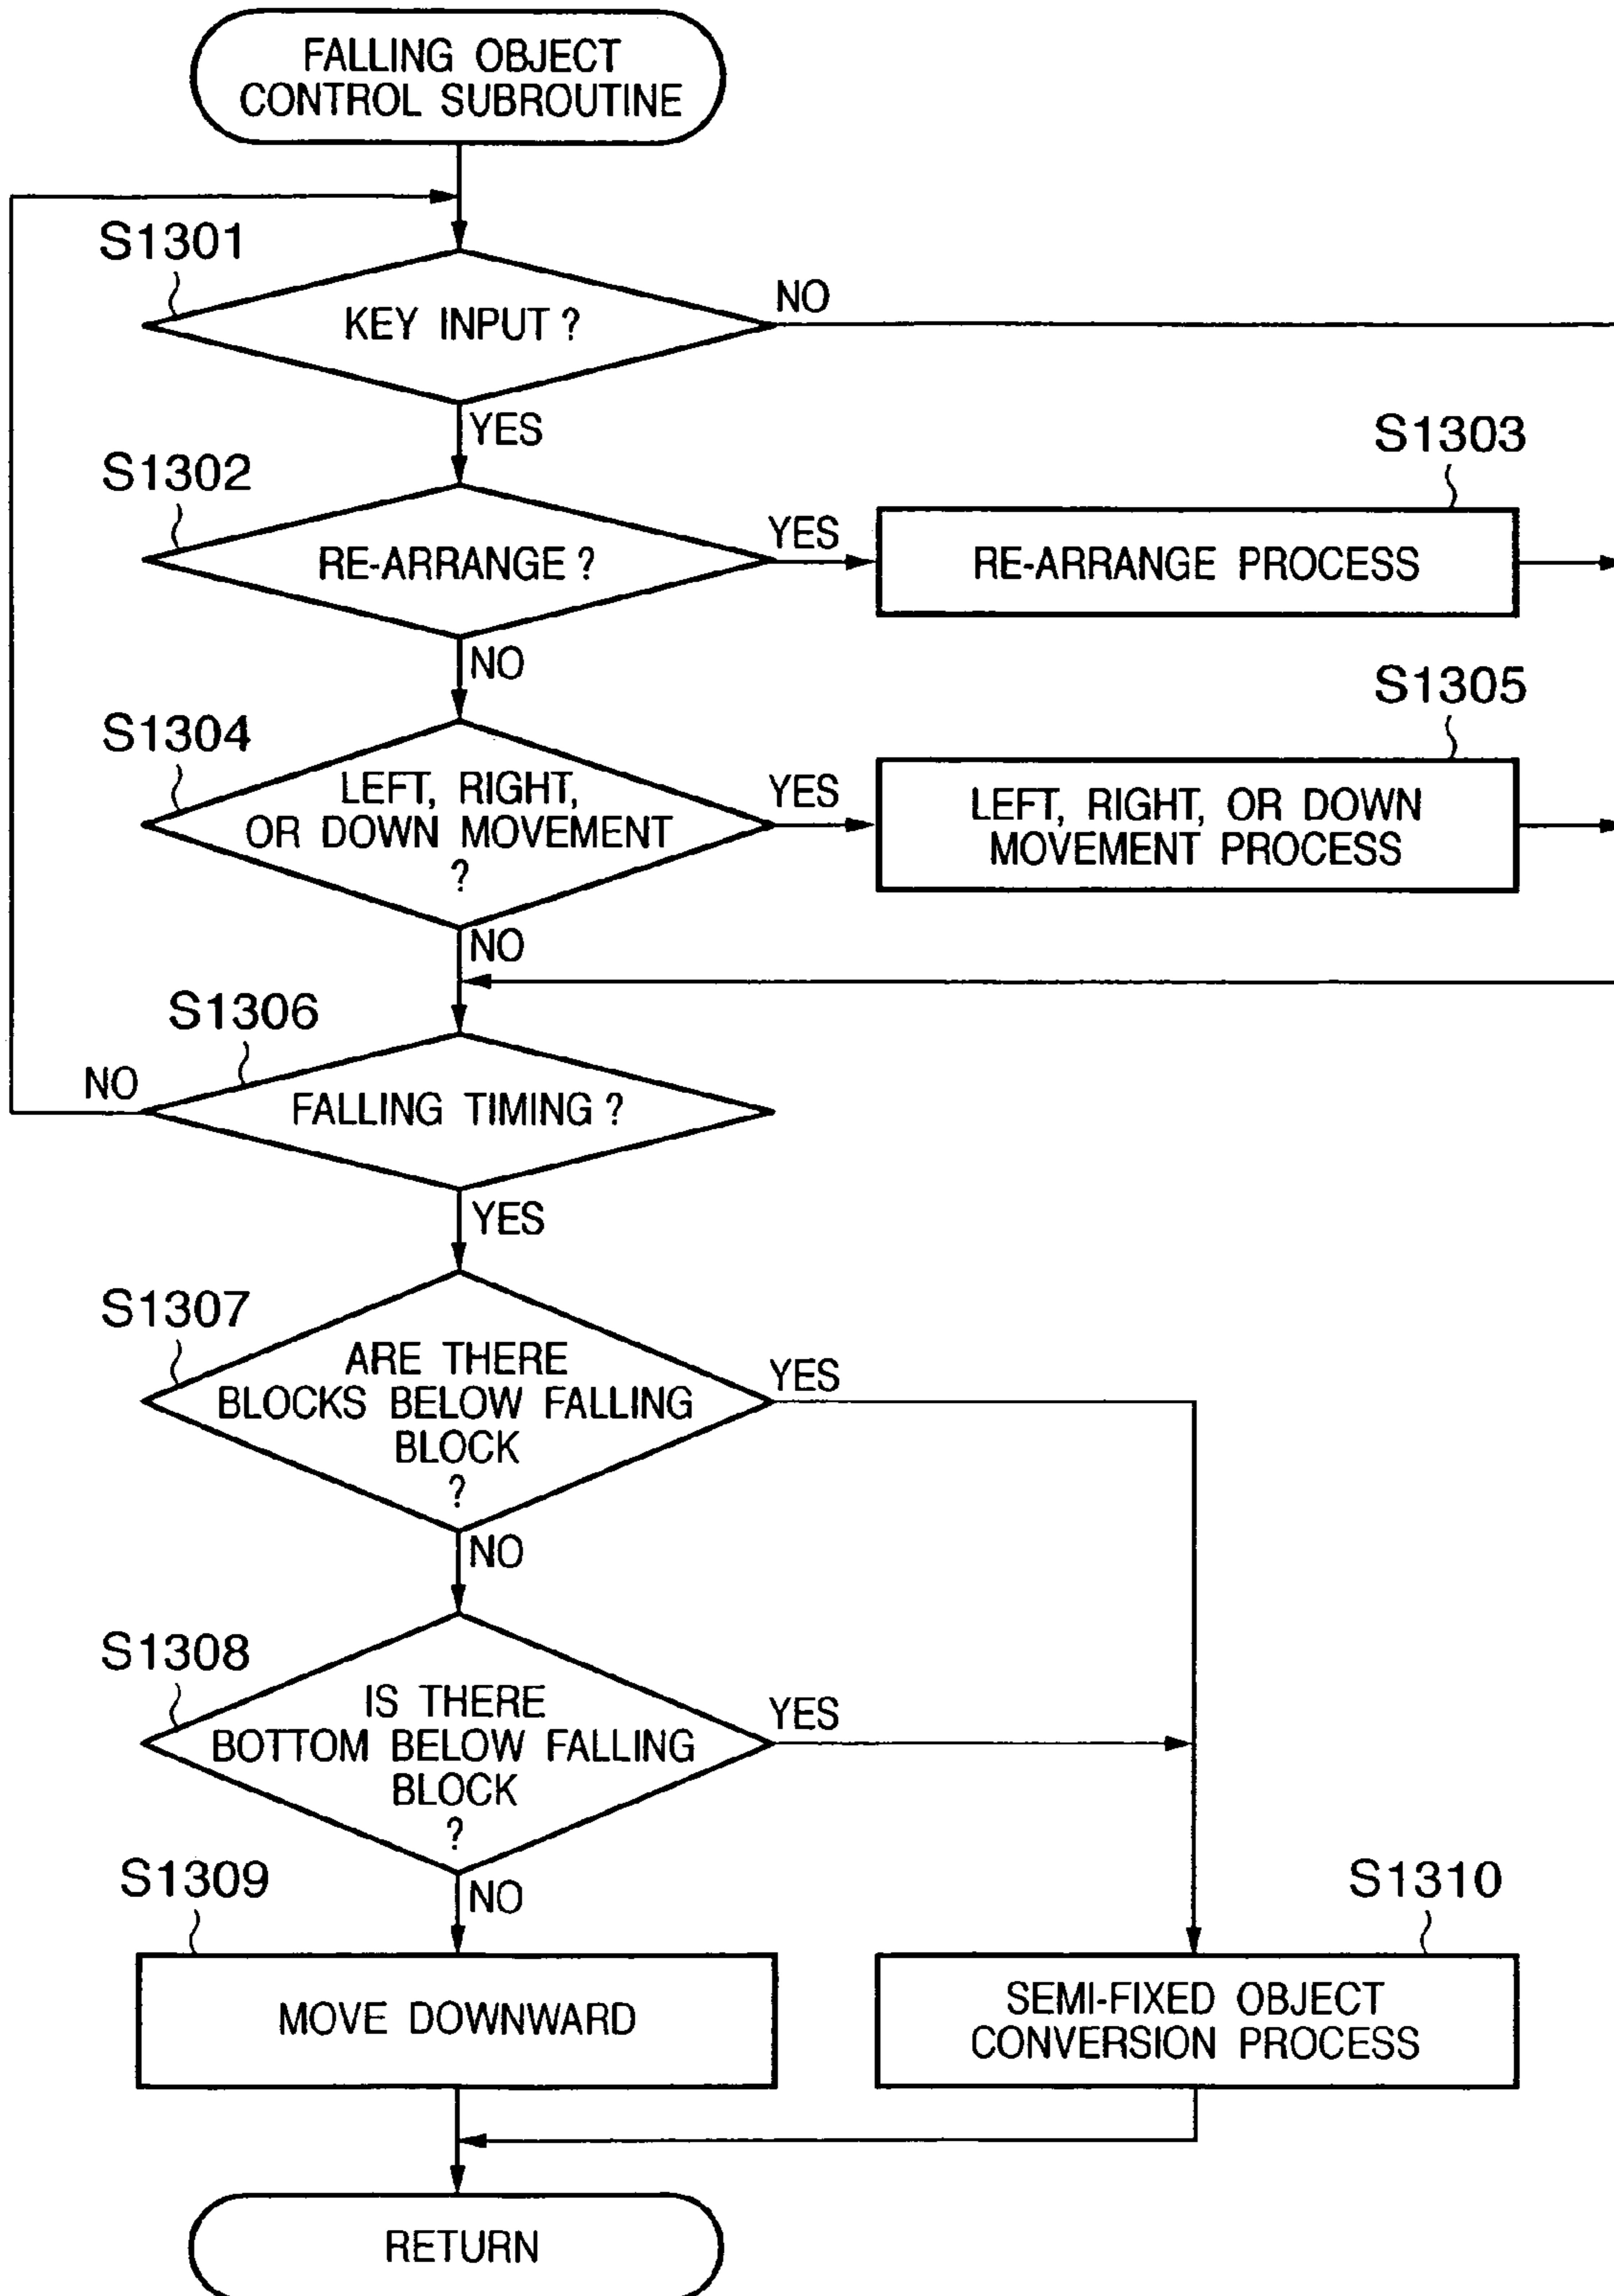 FALLING OBJECT
CONTROL SUBROUTINE
S1301
KEY INPUT ?
NO
YES
S1302
RE-ARRANGE ?
YES
S1303
RE-ARRANGE PROCESS
NO
S1304
LEFT, RIGHT,
OR DOWN MOVEMENT
?
YES
S1305
LEFT, RIGHT, OR DOWN
MOVEMENT PROCESS
NO
S1306
NO
FALLING TIMING ?
YES
S1307
ARE THERE
BLOCKS BELOW FALLING
BLOCK
?
YES
NO
S1308
IS THERE
BOTTOM BELOW FALLING
BLOCK
?
YES
NO
S1309
MOVE DOWNWARD
S1310
SEMI-FIXED OBJECT
CONVERSION PROCESS
RETURN